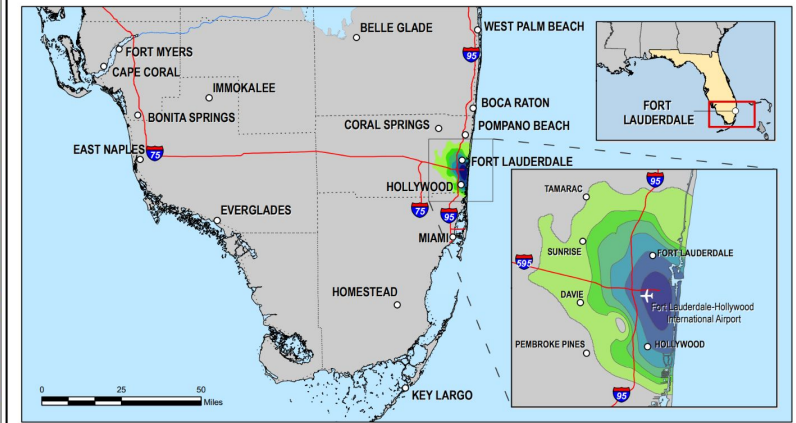 BELLE GLADE
WEST PALM BEACH
FORT MYERS
95
CAPE CORAL
IMMOKALEE
BOCA RATON
BONITA SPRINGS
CORAL SPRINGS
POMPANO BEACH
EAST NAPLES
75
FORT LAUDERDALE
HOLLYWOOD
75
95
EVERGLADES
MIAMI
HOMESTEAD
KEY LARGO
0 25 50
Miles
FORT
LAUDERDALE
95
TAMARAC
SUNRISE
FORT LAUDERDALE
595
DAVIE
Fort Lauderdale-Hollywood
International Airport
PEMBROKE PINES
HOLLYWOOD
95